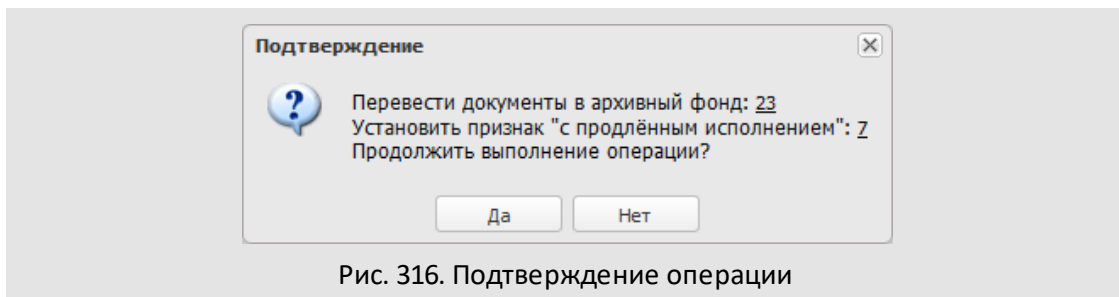 Подтверждение
Перевести документы в архивный фонд: 23
Установить признак "с продлённым исполнением": 7
Продолжить выполнение операции?
Да Нет
Рис. 316. Подтверждение операции